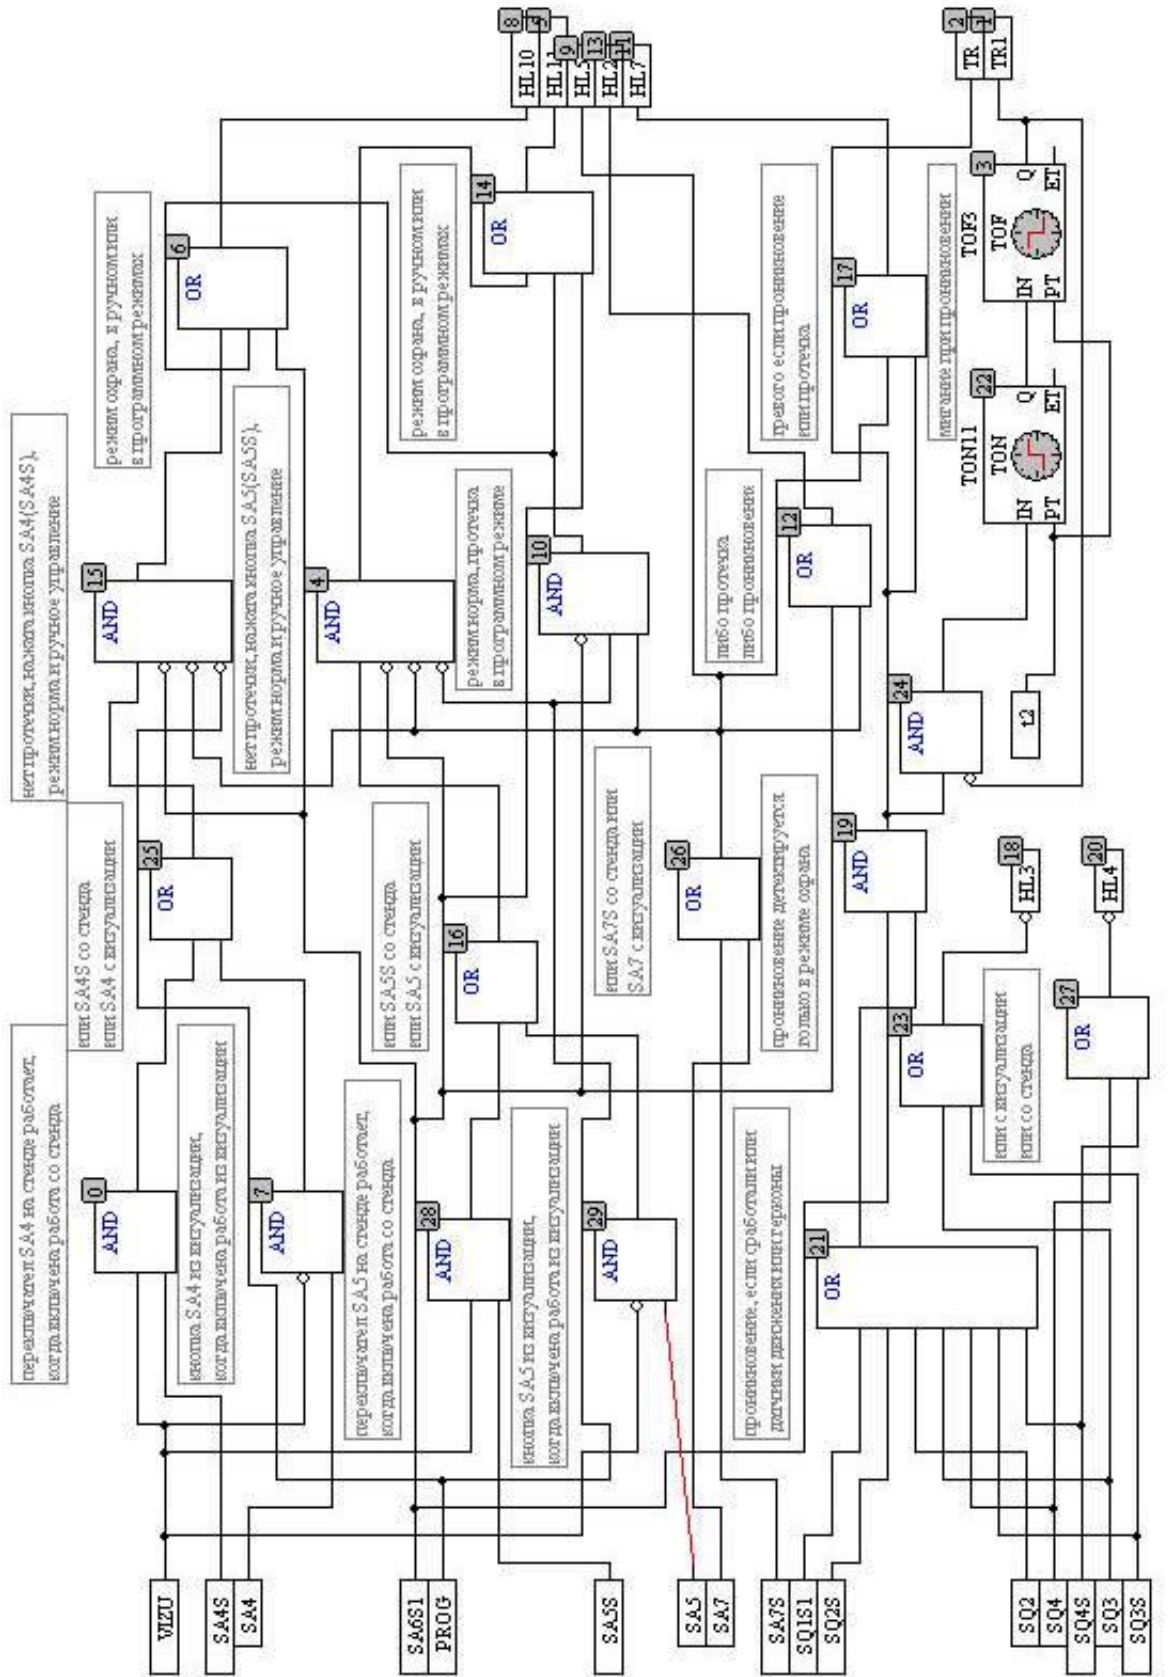 нет протечки, нажата кнопка SA4(SA4S),
режим норма и ручное управление
режим охрана, в ручном или
в программном режимах
6
OR
15
AND
или SA4S со стенда
или SA4 с визуализации
25
OR
переключател SA4 на стенде работает,
когда включена работа со стенда
0
AND
кнопка SA4 из визуализации,
когда включена работа из визуализации
7
AND
нет протечки, нажата кнопка SA5(SA5S),
режим норма и ручное управление
4
AND
режим охрана, в ручном или
в программном режимах
14
OR
переключател SA5 на стенде работает,
когда включена работа со стенда
28
AND
или SA5S со стенда
или SA5 с визуализации
16
OR
режим норма, протечка
в программном режиме
10
AND
кнопка SA5 из визуализации,
когда включена работа из визуализации
29
AND
или SA7S со стенда или
SA7 с визуализации
26
OR
либо протечка
либо проникновение
12
OR
тревога если проникновение
или протечка
17
OR
проникновение, если сработали или
датчики движения или герконы
21
OR
проникновение детектируется
только в режиме охрана
19
AND
24
AND
мигание при проникновении
TON11
22
TON
IN
PT
Q
ET
TOF3
3
TOF
IN
PT
Q
ET
t2
23
OR
или с визуализации
или со стенда
27
OR
HL3
18
HL4
20
VIZU
SA4S
SA4
SA6S1
PROG
SA5S
SA5
SA7
SA7S
SQ1S1
SQ2S
SQ2
SQ4
SQ4S
SQ3
SQ3S
HL10
8
5
HL5
9
HL2
13
HL7
11
TR
2
TR1
1